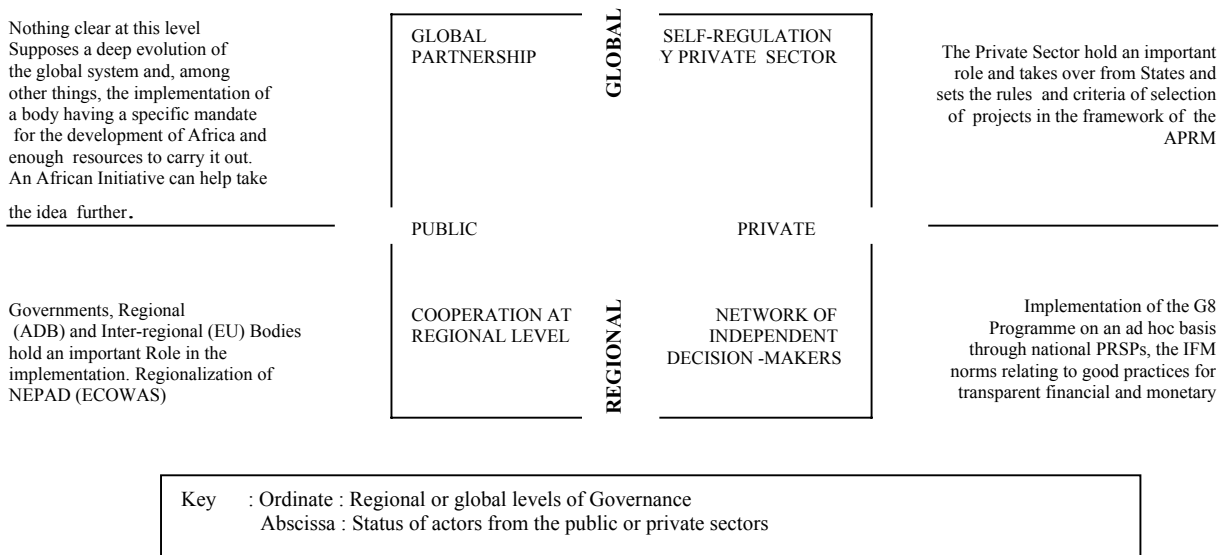 Nothing clear at this level
Supposes a deep evolution of
the global system and, among
other things, the implementation of
a body having a specific mandate
for the development of Africa and
enough resources to carry it out.
An African Initiative can help take
the idea further.
GLOBAL
PARTNERSHIP
GLOBAL
SELF-REGULATION
Y PRIVATE SECTOR
The Private Sector hold an important
role and takes over from States and
sets the rules and criteria of selection
of projects in the framework of the
APRM
PUBLIC
PRIVATE
Governments, Regional
(ADB) and Inter-regional (EU) Bodies
hold an important Role in the
implementation. Regionalization of
NEPAD (ECOWAS)
COOPERATION AT
REGIONAL LEVEL
REGIONAL
NETWORK OF
INDEPENDENT
DECISION -MAKERS
Implementation of the G8
Programme on an ad hoc basis
through national PRSPs, the IFM
norms relating to good practices for
transparent financial and monetary
Key : Ordinate : Regional or global levels of Governance
Abscissa : Status of actors from the public or private sectors